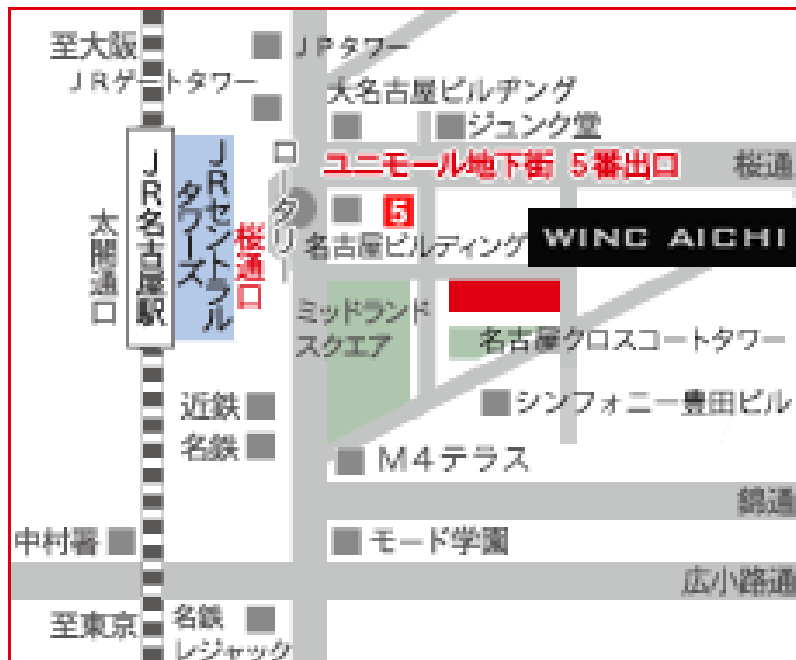 至大阪
JPタワー
JRゲートタワー
大名古屋ビルヂング
ジュンク堂
ユニモール地下街 5番出口
桜通
JR名古屋駅
JRセントラル
タワーズ
ロータリー
太閤通口
桜通口
5
名古屋ビルディング
WINC AICHI
ミッドランド
スクエア
名古屋クロスコートタワー
近鉄
シンフォニー豊田ビル
名鉄
M4テラス
錦通
中村署
モード学園
広小路通
至東京
名鉄
レジャック